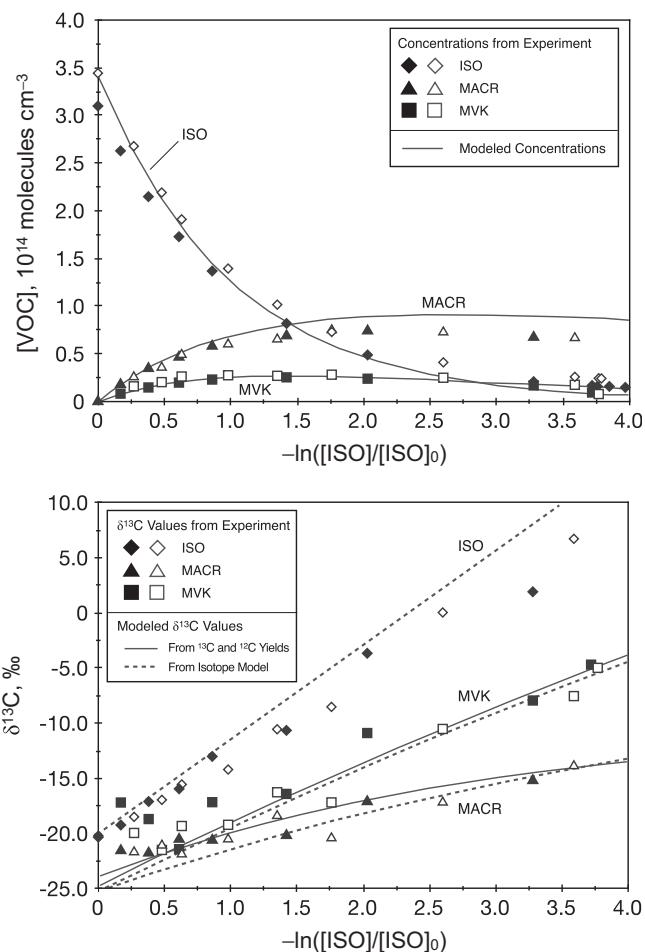 4.0
3.5
3.0
2.5
2.0
1.5
1.0
0.5
0
[VOC], 10¹⁴ molecules cm⁻³
Concentrations from Experiment
ISO
MACR
MVK
Modeled Concentrations
ISO
MACR
MVK
0 0.5 1.0 1.5 2.0 2.5 3.0 3.5 4.0
–ln([ISO]/[ISO]₀)
10.0
5.0
0
-5.0
-10.0
-15.0
-20.0
-25.0
δ¹³C, ‰
δ¹³C Values from Experiment
ISO
MACR
MVK
Modeled δ¹³C Values
From ¹³C and ¹²C Yields
From Isotope Model
ISO
MVK
MACR
0 0.5 1.0 1.5 2.0 2.5 3.0 3.5 4.0
–ln([ISO]/[ISO]₀)